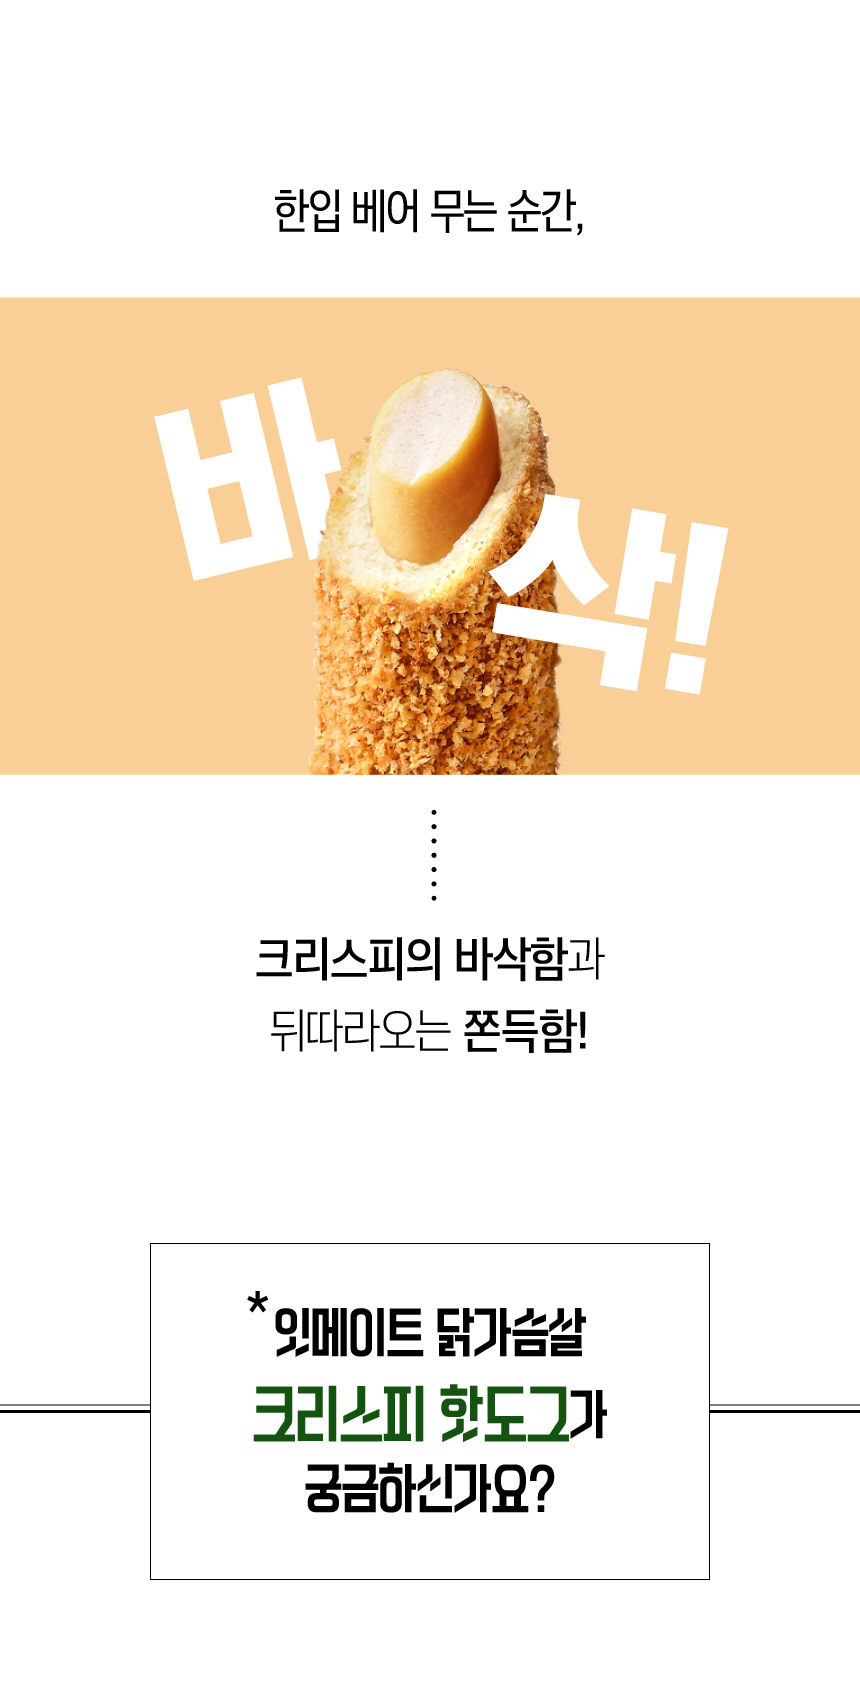 한입 베어 무는 순간,
바삭!
크리스피의 바삭함과
뒤따라오는 쫀득함!
*잇메이트 닭가슴살
크리스피 핫도그가
궁금하신가요?